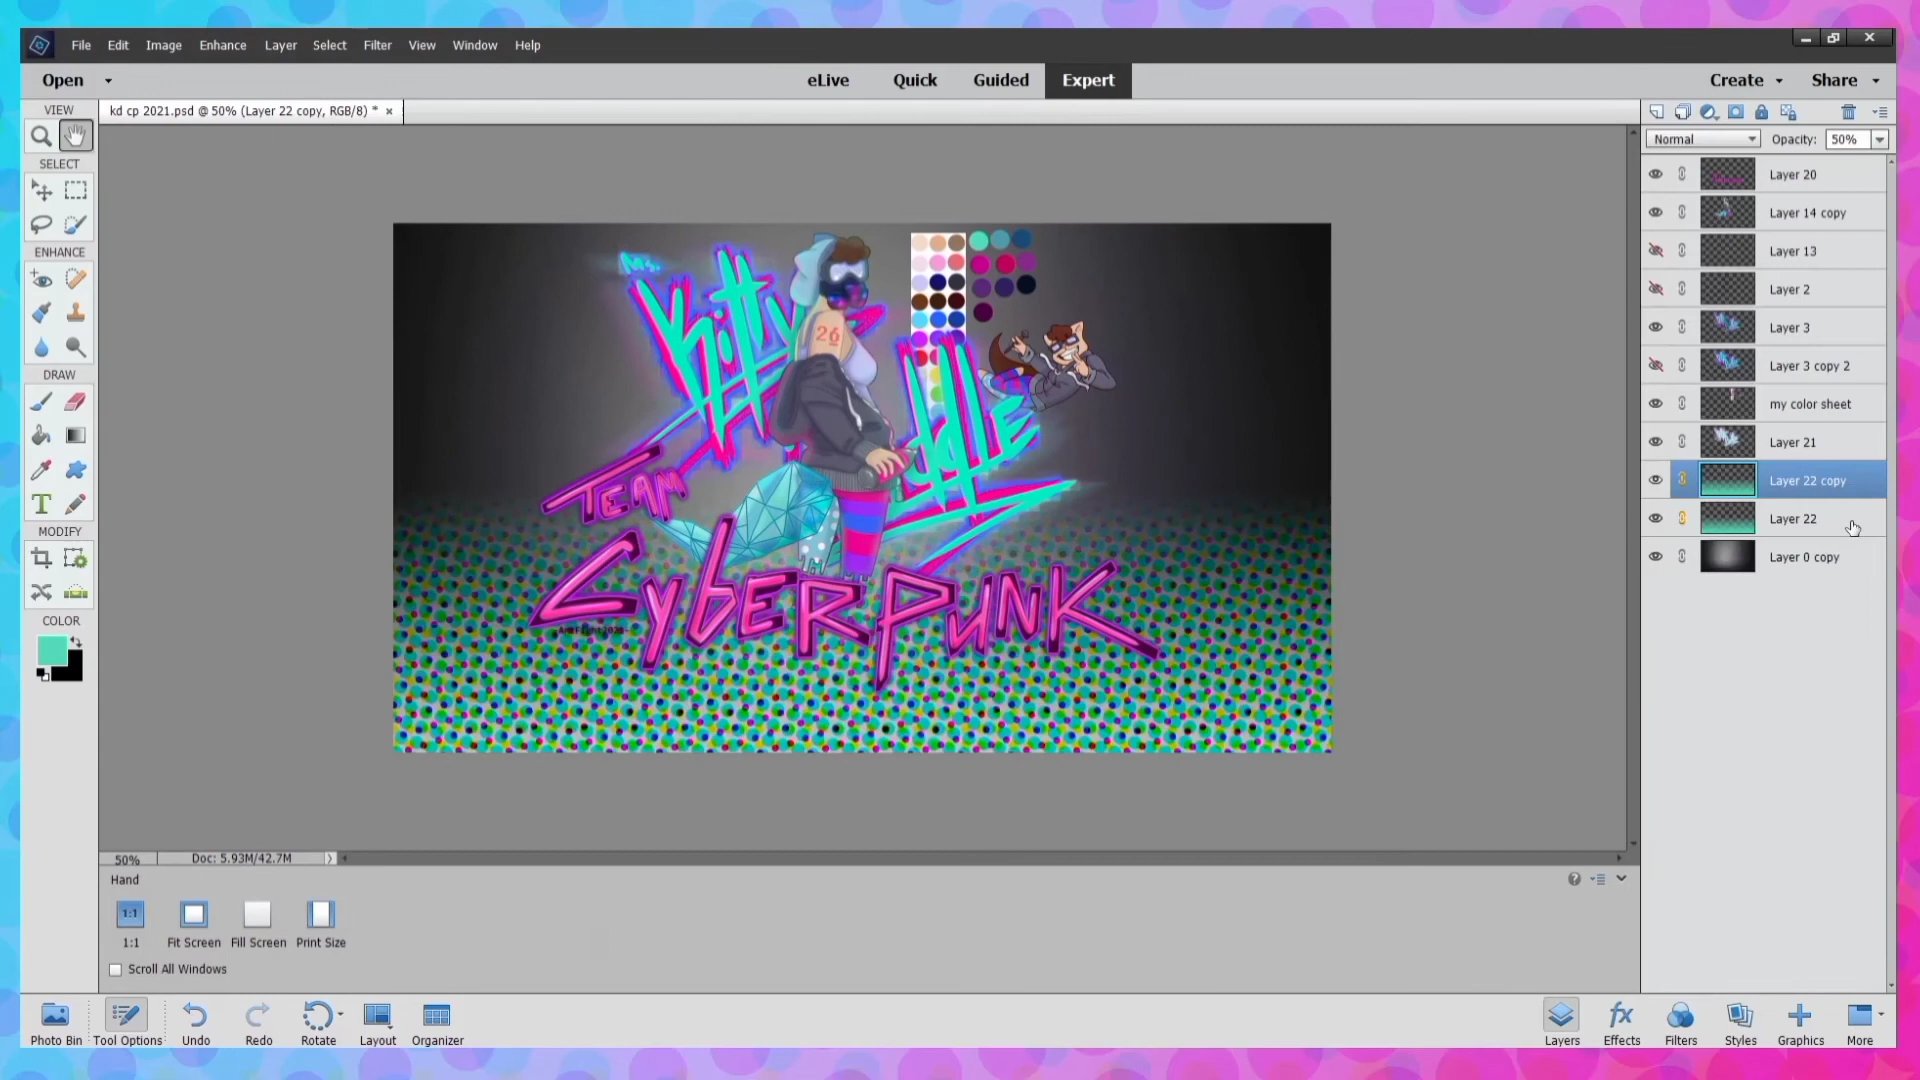 File Edit Image Enhance Layer Select Filter View Window Help
Open eLive Quick Guided Expert Create Share
VIEW
kd cp 2021.psd @ 50% (Layer 22 copy, RGB/8) * ×
SELECT
ENHANCE
DRAW
MODIFY
COLOR
Normal Opacity: 50%
Layer 20
Layer 14 copy
Layer 13
Layer 2
Layer 3
Layer 3 copy 2
my color sheet
Layer 21
Layer 22 copy
Layer 22
Layer 0 copy
Ms.
Kitty
26
TEAM
CyberPunk
50% Doc: 5.93M/42.7M
Hand
1:1
1:1 Fit Screen Fill Screen Print Size
Scroll All Windows
Photo Bin Tool Options Undo Redo Rotate Layout Organizer
fx
Layers Effects Filters Styles Graphics More